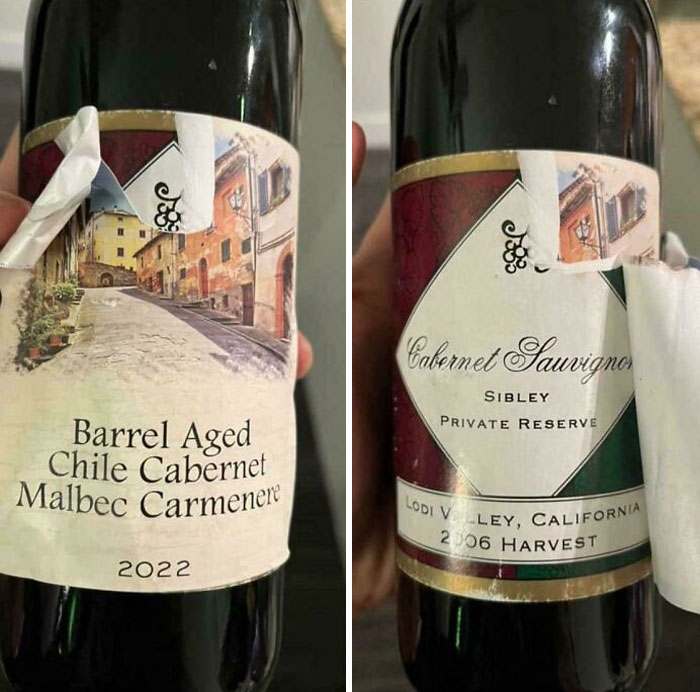 Barrel Aged
Chile Cabernet
Malbec Carmenere
2022
Cabernet Sauvignon
SIBLEY
PRIVATE RESERVE
LODI VALLEY, CALIFORNIA
2006 HARVEST